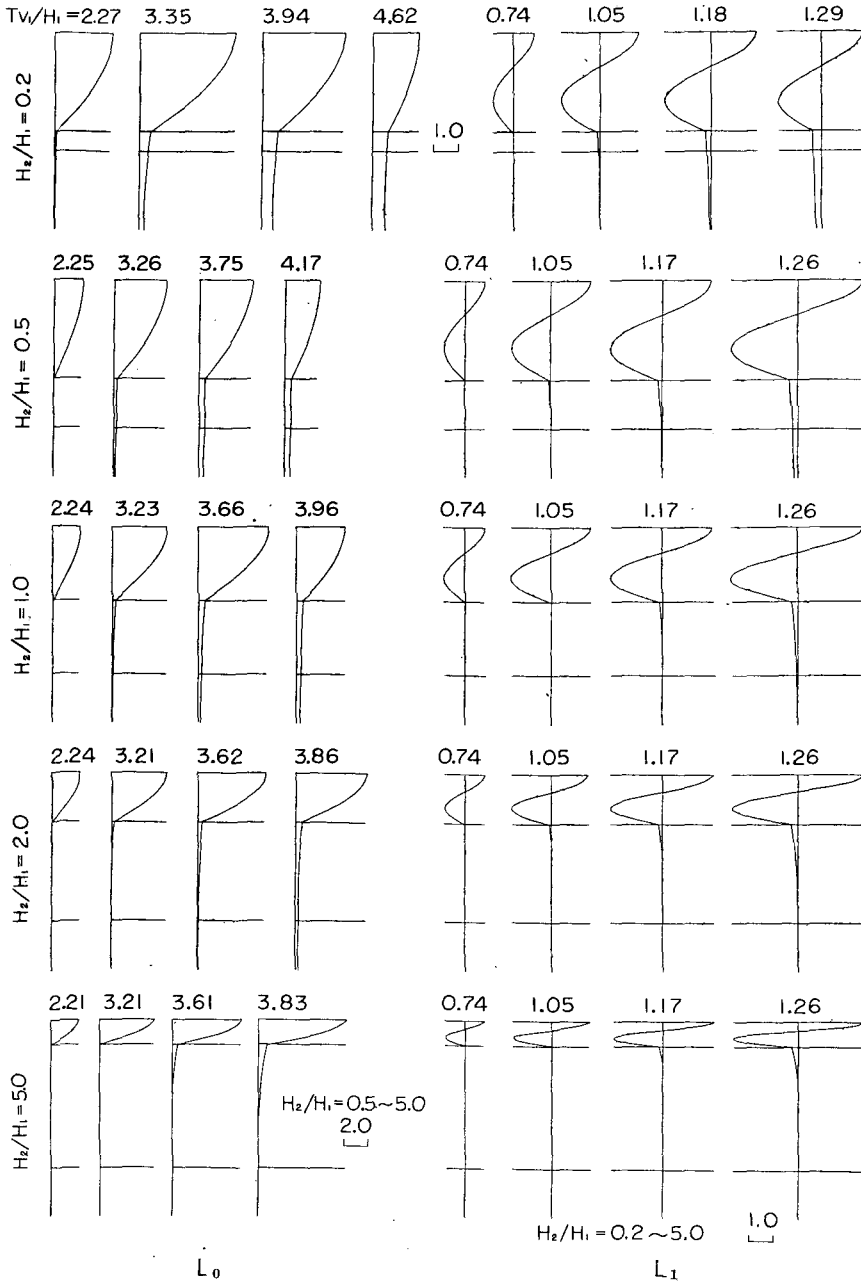 Tv₁/H₁ = 2.27 3.35 3.94 4.62 0.74 1.05 1.18 1.29
H₂/H₁ = 0.2
1.0
2.25 3.26 3.75 4.17 0.74 1.05 1.17 1.26
H₂/H₁ = 0.5
2.24 3.23 3.66 3.96 0.74 1.05 1.17 1.26
H₂/H₁ = 1.0
2.24 3.21 3.62 3.86 0.74 1.05 1.17 1.26
H₂/H₁ = 2.0
2.21 3.21 3.61 3.83 0.74 1.05 1.17 1.26
H₂/H₁ = 5.0
H₂/H₁ = 0.5~5.0
2.0
H₂/H₁ = 0.2~5.0
1.0
L₀ L₁